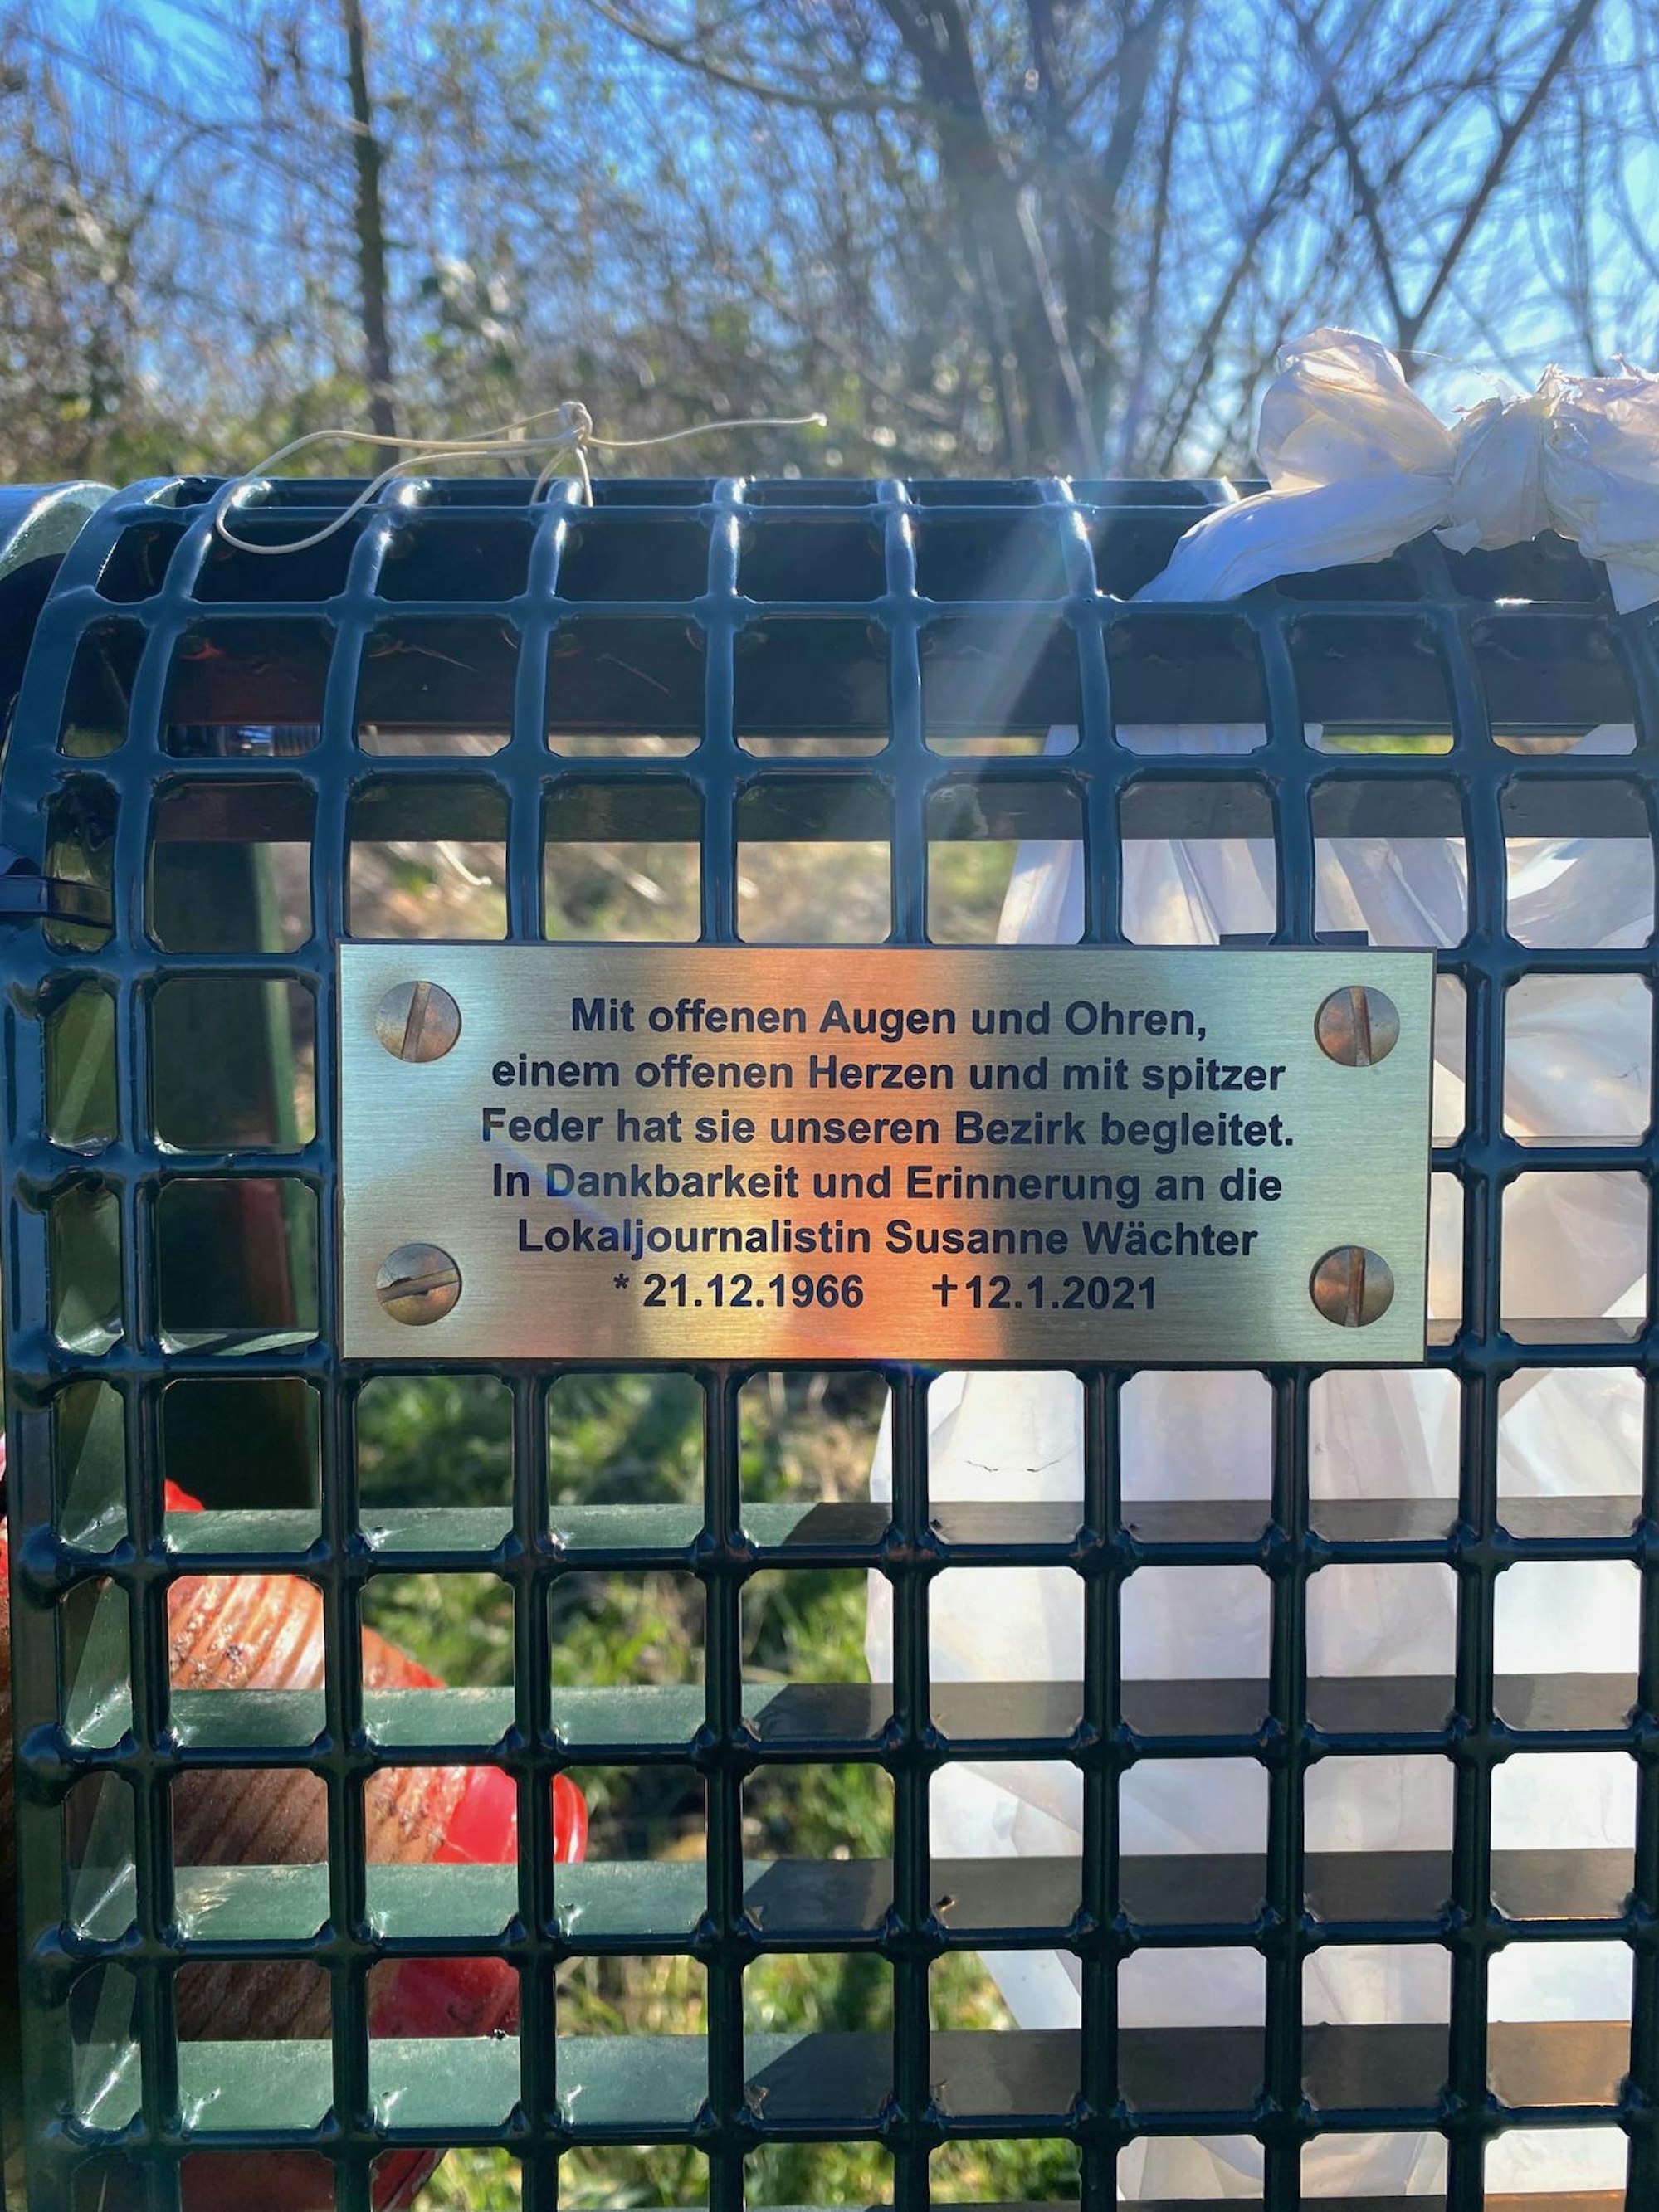 Mit offenen Augen und Ohren,
einem offenen Herzen und mit spitzer
Feder hat sie unseren Bezirk begleitet.
In Dankbarkeit und Erinnerung an die
Lokaljournalistin Susanne Wächter
* 21.12.1966 ✝12.1.2021